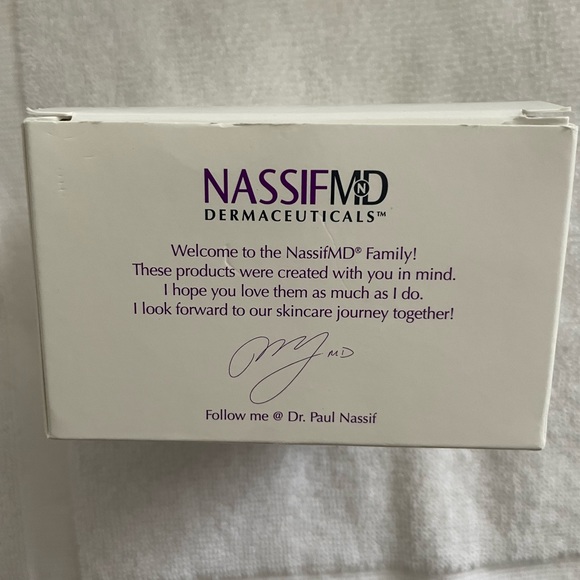 NASSIFMD
DERMACEUTICALS™
Welcome to the NassifMD® Family!
These products were created with you in mind.
I hope you love them as much as I do.
I look forward to our skincare journey together!
MD
Follow me @ Dr. Paul Nassif